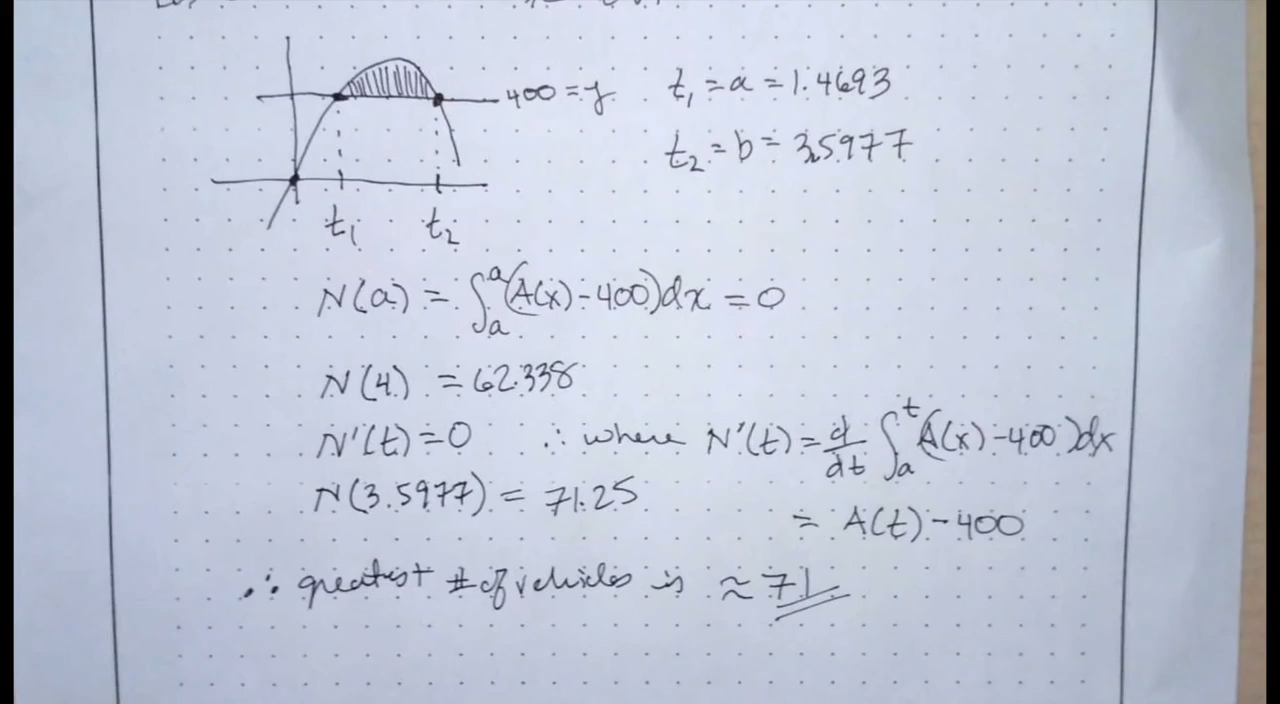 400 = y
t₁ = a = 1.4693
t₂ = b = 3.5977
t₁ t₂
N(a) = ∫ₐᵃ (A(x) - 400) dx = 0
N(4) = 62.338
N'(t) = 0 ∴ where N'(t) = d/dt ∫ₐᵗ (A(x) - 400) dx
N(3.5977) = 71.25
= A(t) - 400
∴ greatest # of vehicles is ≈ 71